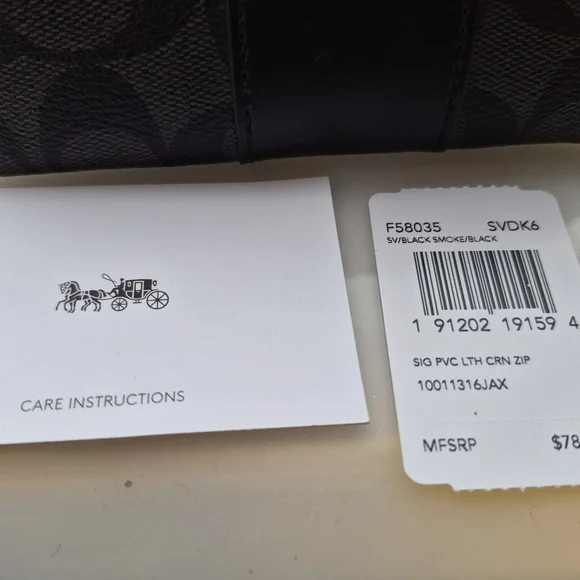 CARE INSTRUCTIONS
F58035 SVDK6
SV/BLACK SMOKE/BLACK
1 91202 19159 4
SIG PVC LTH CRN ZIP
10011316JAX
MFSRP $78